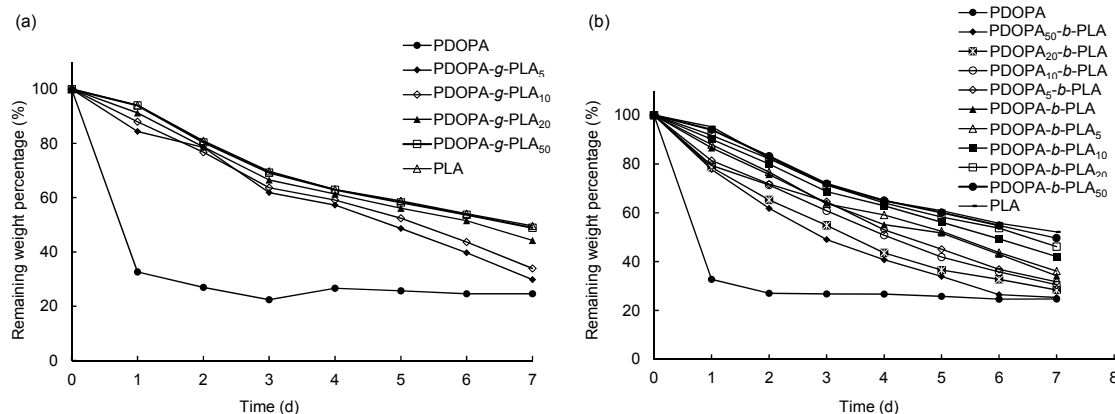 (a)
PDOPA
PDOPA-g-PLA₅
PDOPA-g-PLA₁₀
PDOPA-g-PLA₂₀
PDOPA-g-PLA₅₀
PLA
Remaining weight percentage (%)
100
80
60
40
20
0
0 1 2 3 4 5 6 7
Time (d)
(b)
PDOPA
PDOPA₅₀-b-PLA
PDOPA₂₀-b-PLA
PDOPA₁₀-b-PLA
PDOPA₅-b-PLA
PDOPA-b-PLA
PDOPA-b-PLA₅
PDOPA-b-PLA₁₀
PDOPA-b-PLA₂₀
PDOPA-b-PLA₅₀
PLA
Remaining weight percentage (%)
100
80
60
40
20
0
0 1 2 3 4 5 6 7 8
Time (d)